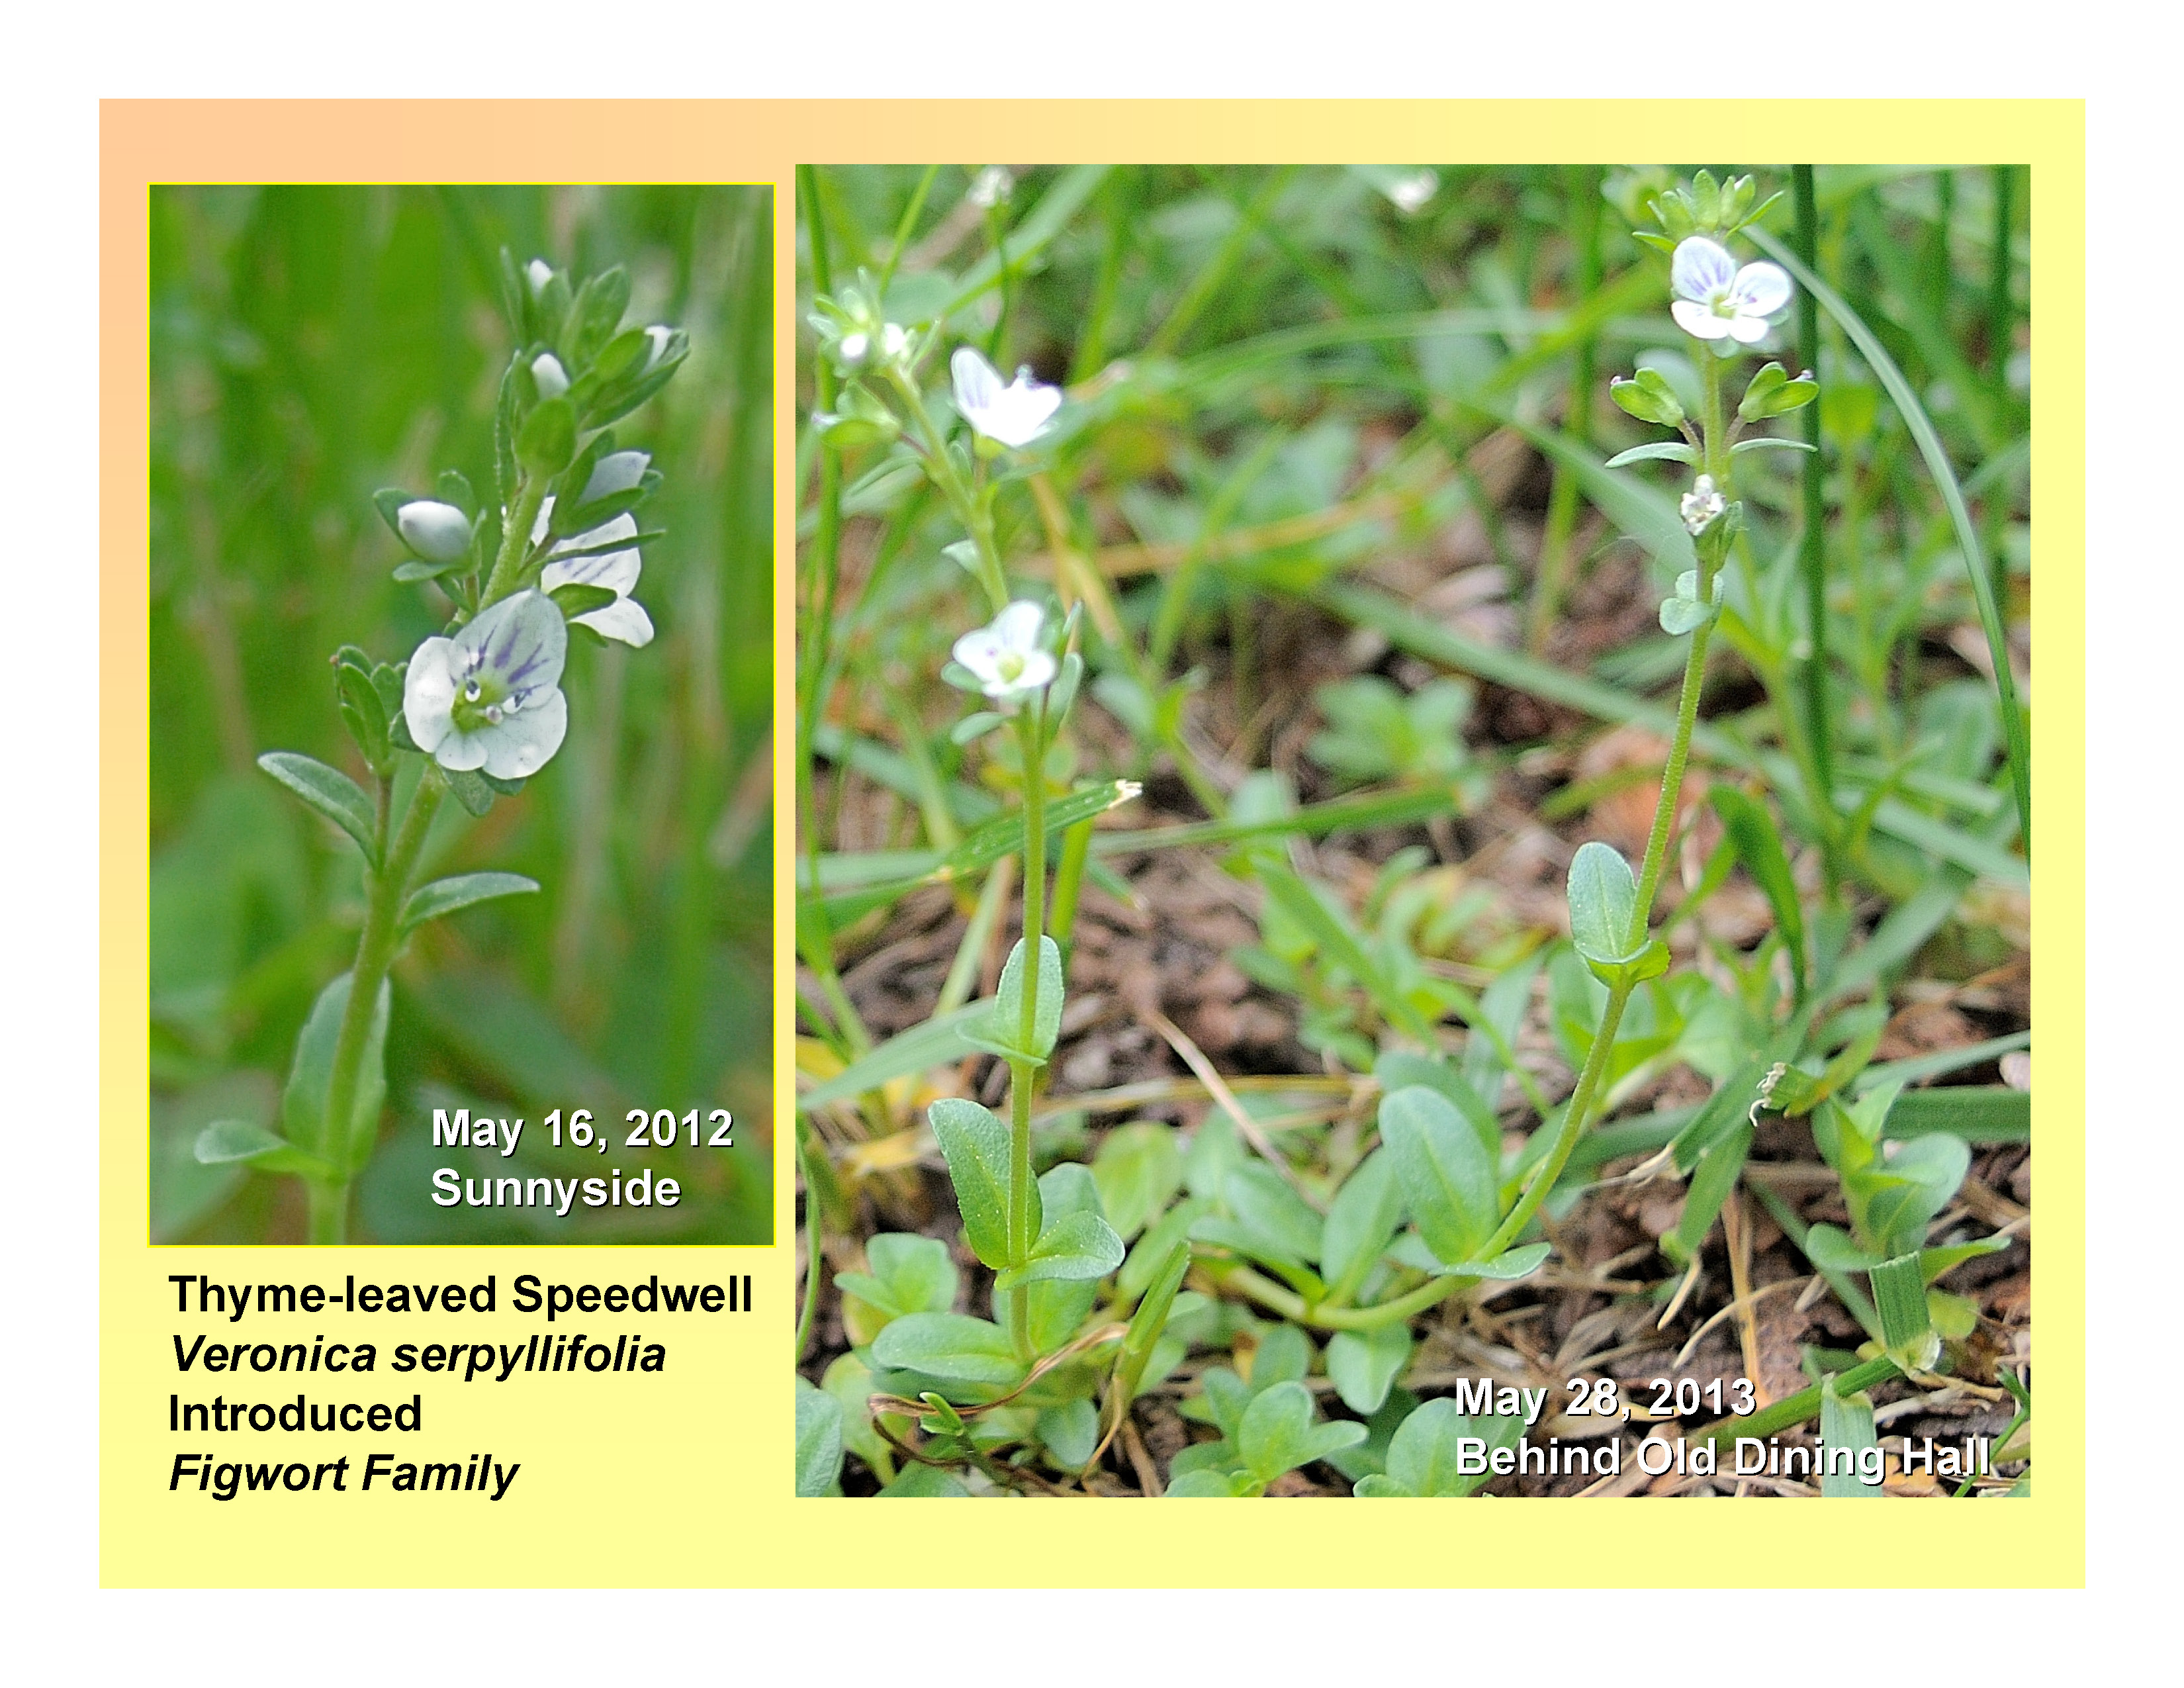 May 16, 2012
Sunnyside
Thyme-leaved Speedwell
Veronica serpyllifolia
Introduced
Figwort Family
May 28, 2013
Behind Old Dining Hall